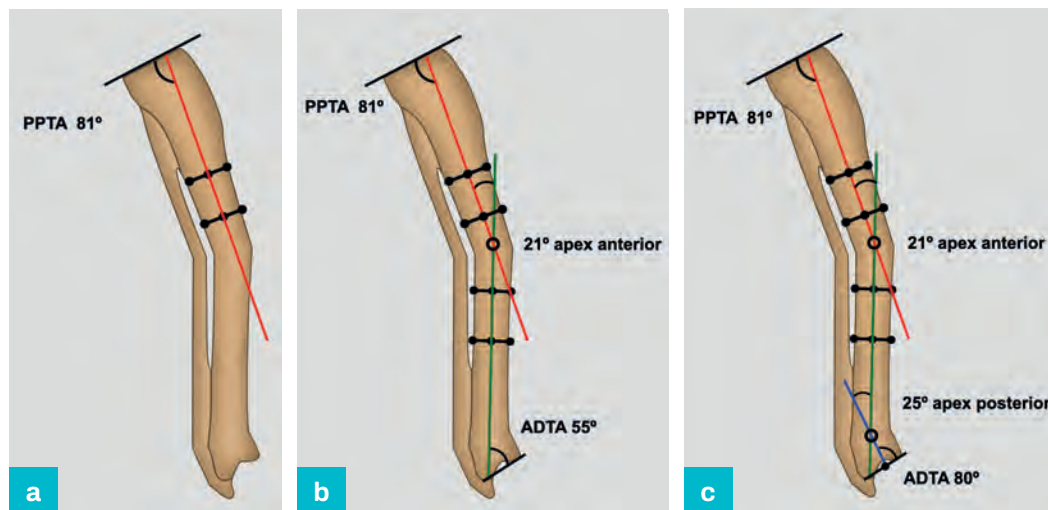 PPTA 81º
a
PPTA 81º
21º apex anterior
ADTA 55º
b
PPTA 81º
21º apex anterior
25º apex posterior
ADTA 80º
c